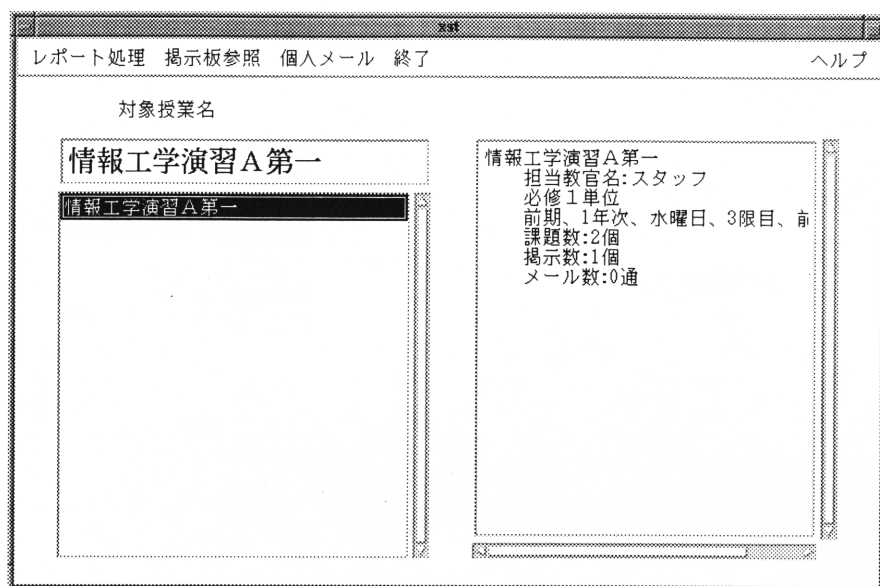 xst
レポート処理 掲示板参照 個人メール 終了 ヘルプ
対象授業名
情報工学演習A第一
情報工学演習A第一
情報工学演習A第一
担当教官名:スタッフ
必修1単位
前期、1年次、水曜日、3限目、前
課題数:2個
掲示数:1個
メール数:0通